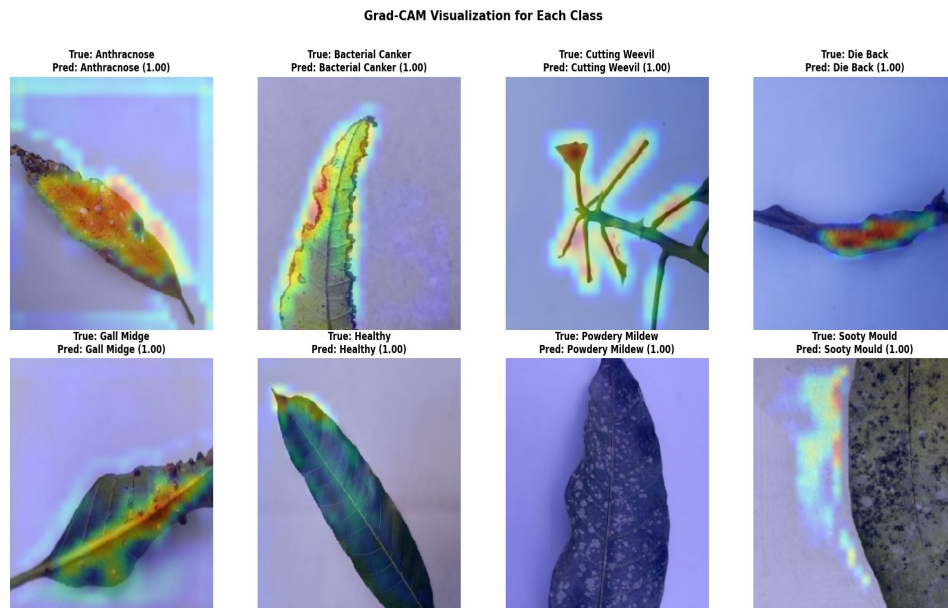 Grad-CAM Visualization for Each Class
True: Anthracnose
Pred: Anthracnose (1.00)
True: Bacterial Canker
Pred: Bacterial Canker (1.00)
True: Cutting Weevil
Pred: Cutting Weevil (1.00)
True: Die Back
Pred: Die Back (1.00)
True: Gall Midge
Pred: Gall Midge (1.00)
True: Healthy
Pred: Healthy (1.00)
True: Powdery Mildew
Pred: Powdery Mildew (1.00)
True: Sooty Mould
Pred: Sooty Mould (1.00)